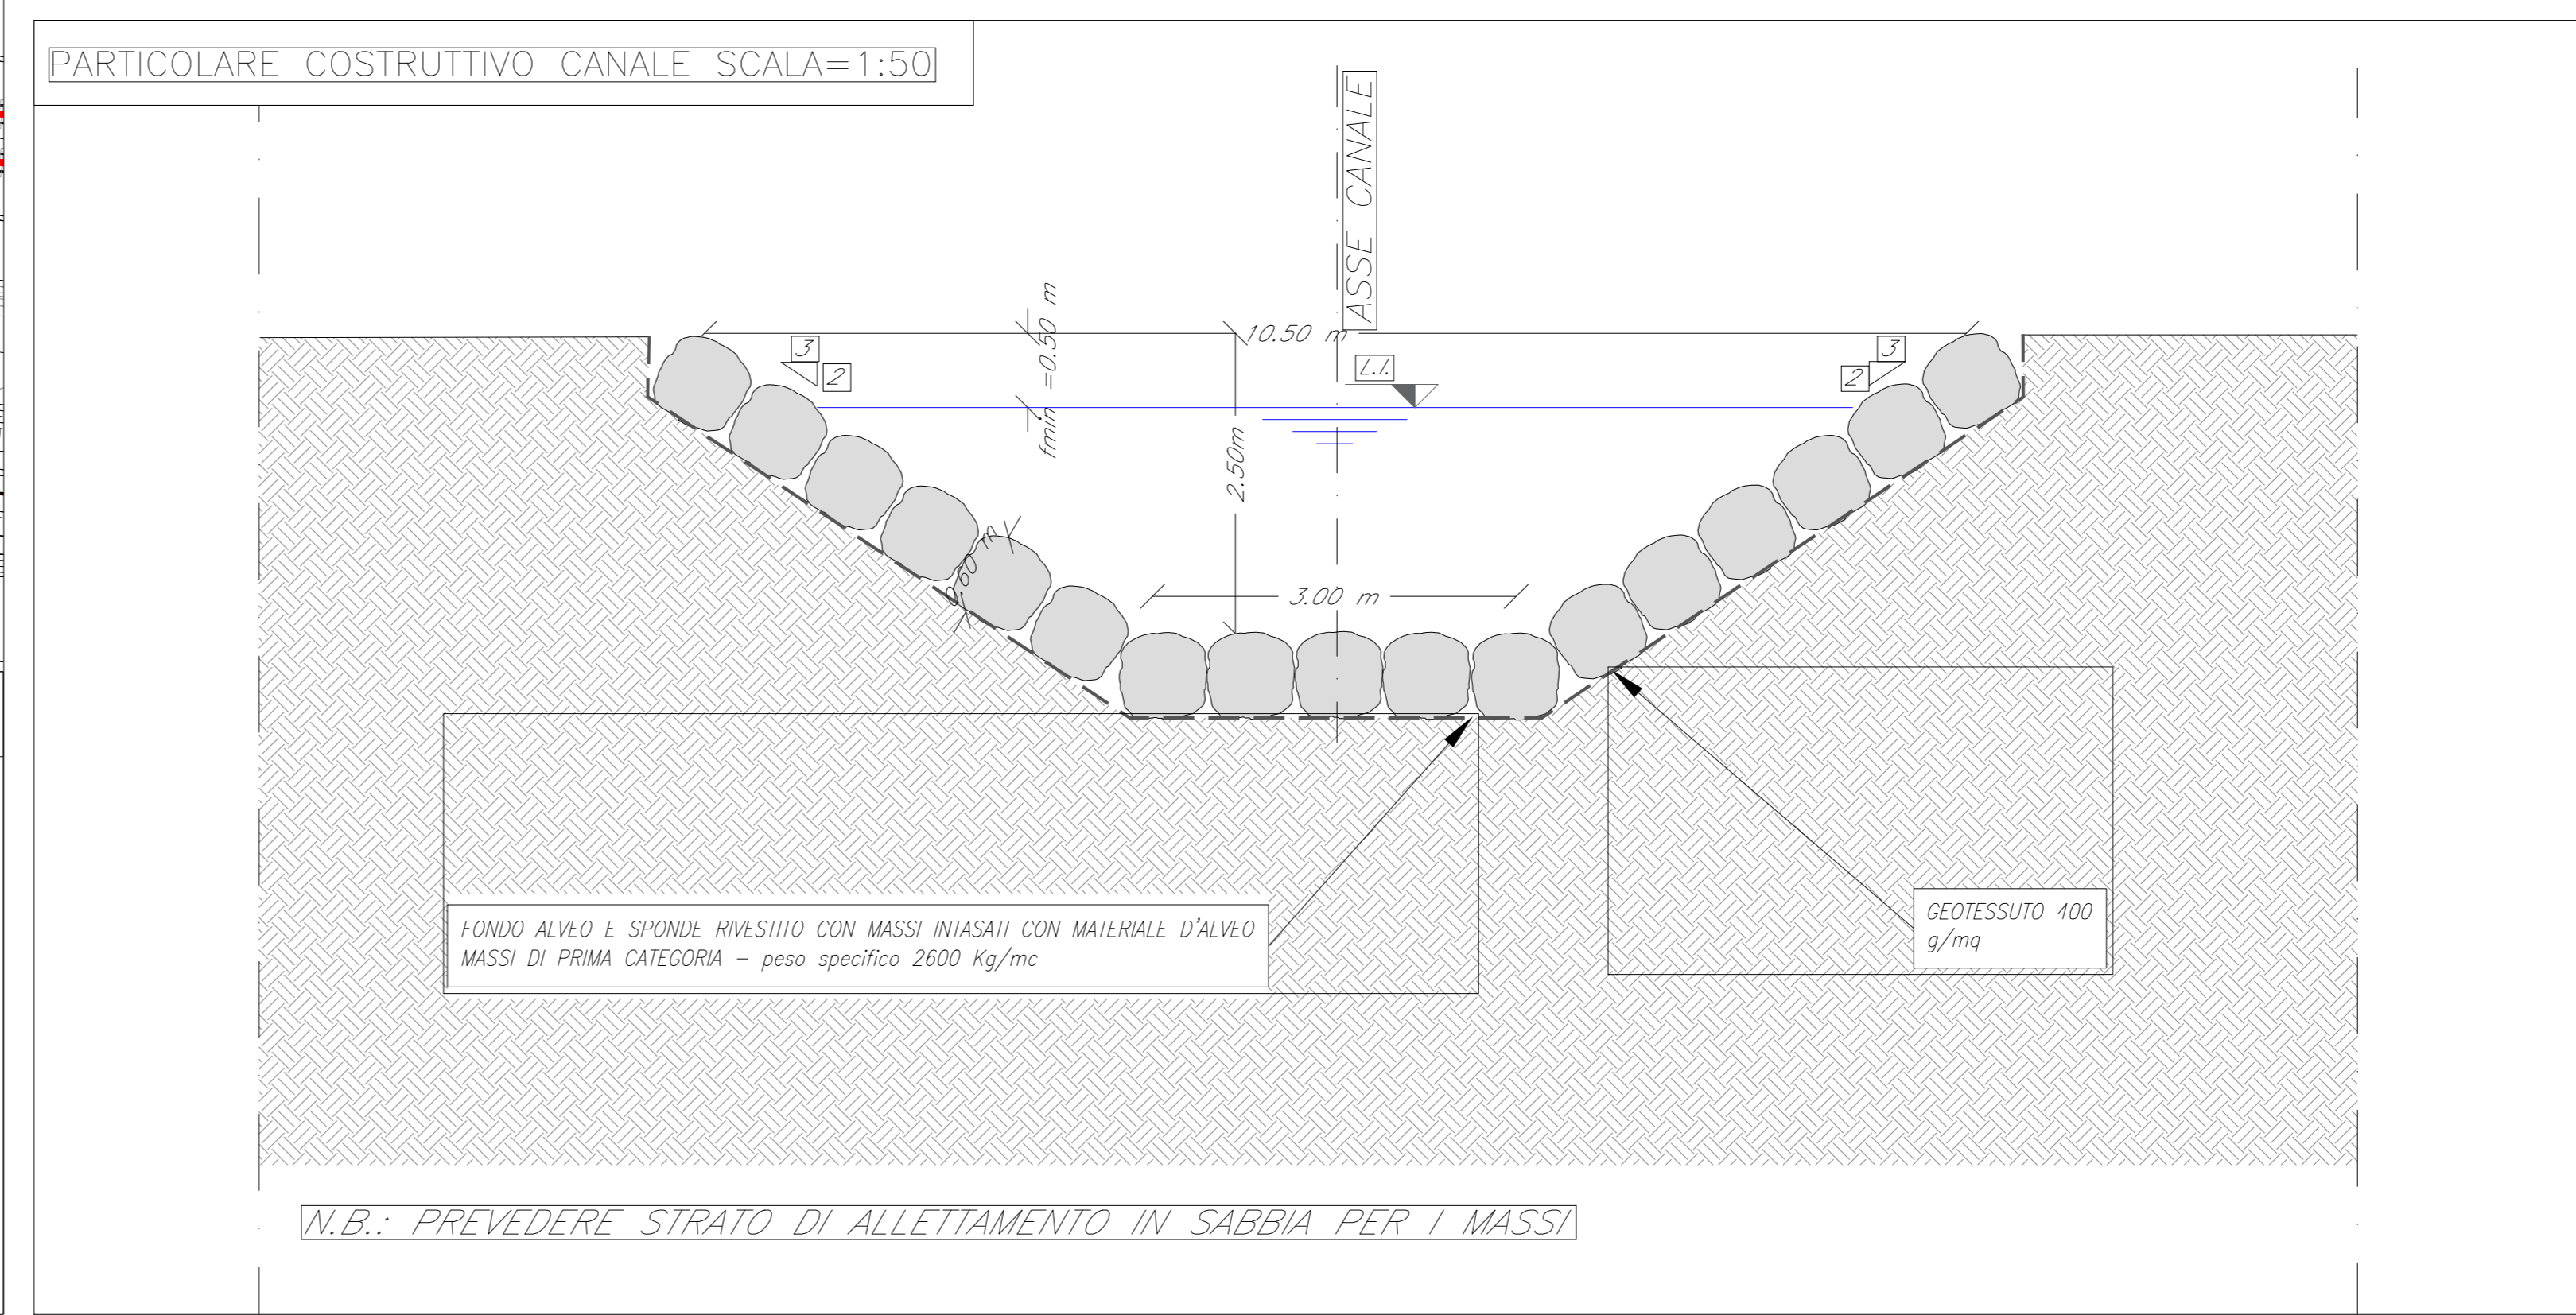 PARTICOLARE COSTRUTTIVO CANALE SCALA=1:50
ASSE CANALE
10.50 m
fmin =0.50 m
3
2
L.I.
3
2
2.50m
0.60 m
3.00 m
FONDO ALVEO E SPONDE RIVESTITO CON MASSI INTASATI CON MATERIALE D'ALVEO
MASSI DI PRIMA CATEGORIA – peso specifico 2600 Kg/mc
GEOTESSUTO 400
g/mq
N.B.: PREVEDERE STRATO DI ALLETTAMENTO IN SABBIA PER I MASSI